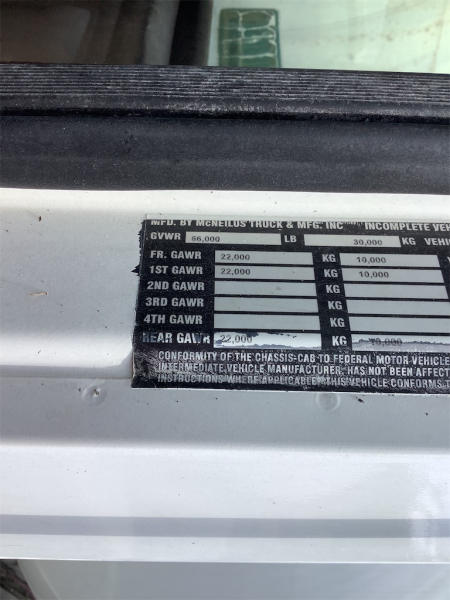 MFD. BY MCNEILUS TRUCK & MFG. INC INCOMPLETE VEH
GVWR 66,000 LB 30,000 KG VEHI
FR. GAWR 22,000 KG 10,000
1ST GAWR 22,000 KG 10,000
2ND GAWR KG
3RD GAWR KG
4TH GAWR KG
REAR GAWR 22,000 KG 10,000
CONFORMITY OF THE CHASSIS-CAB TO FEDERAL MOTOR VEHICLE
INTERMEDIATE VEHICLE MANUFACTURER, HAS NOT BEEN AFFECT
INSTRUCTIONS WHERE APPLICABLE THIS VEHICLE CONFORMS T